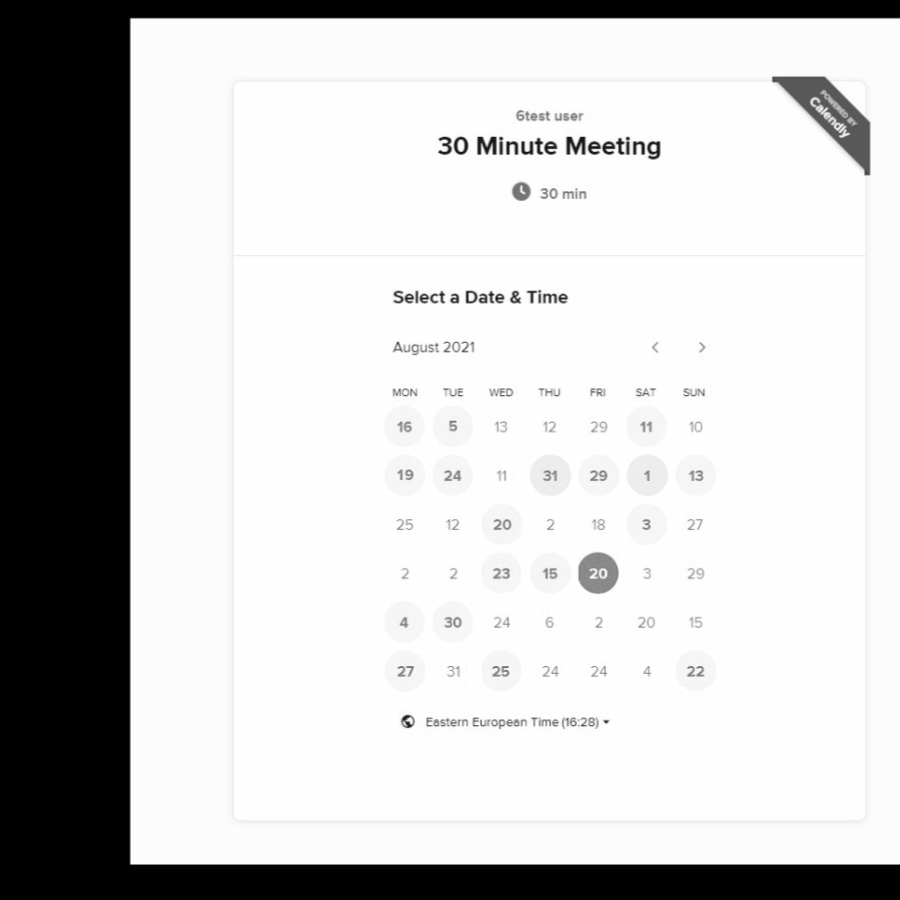 POWERED BY
Calendly
6test user
30 Minute Meeting
30 min
Select a Date & Time
August 2021
MON TUE WED THU FRI SAT SUN
16 5 13 12 29 11 10
19 24 11 31 29 1 13
25 12 20 2 18 3 27
2 2 23 15 20 3 29
4 30 24 6 2 20 15
27 31 25 24 24 4 22
Eastern European Time (16:28)